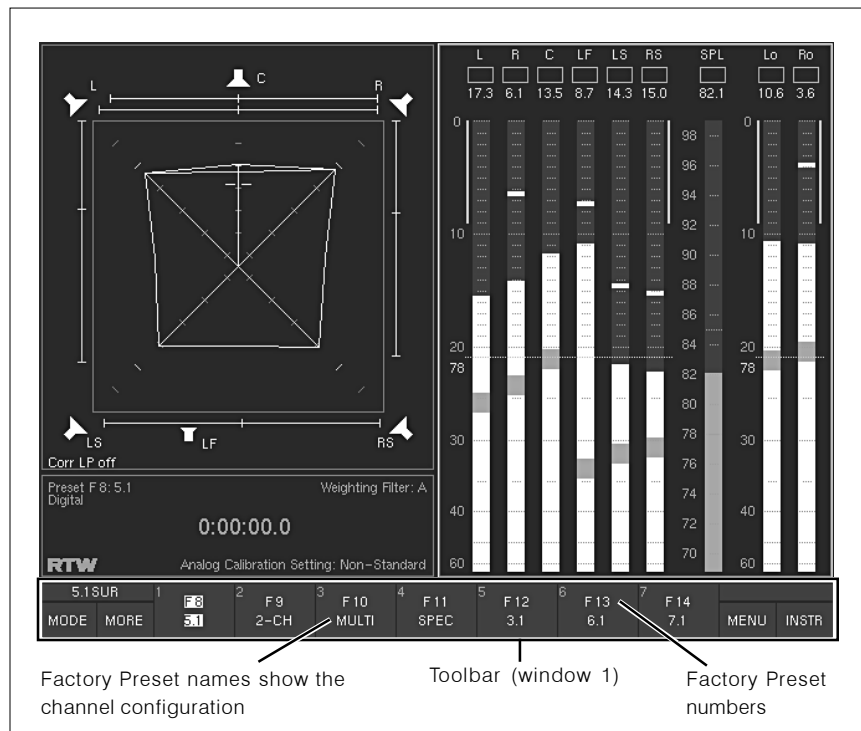 L C R
L R C LF LS RS SPL Lo Ro
17.3 6.1 13.5 8.7 14.3 15.0 82.1 10.6 3.6
0 98 0
96
94
92
10 90 10
88
86
20 84 20
78 82 78
80
30 78 30
76
74
40 72 40
60 70 60
LS LF RS
Corr LP off
Preset F 8: 5.1 Weighting Filter: A
Digital
0:00:00.0
RTW Analog Calibration Setting: Non-Standard
5.1SUR 1 F8 2 F9 3 F10 4 F11 5 F12 6 F13 7 F14
MODE MORE 5.1 2-CH MULTI SPEC 3.1 6.1 7.1 MENU INSTR
Factory Preset names show the
channel configuration
Toolbar (window 1)
Factory Preset
numbers